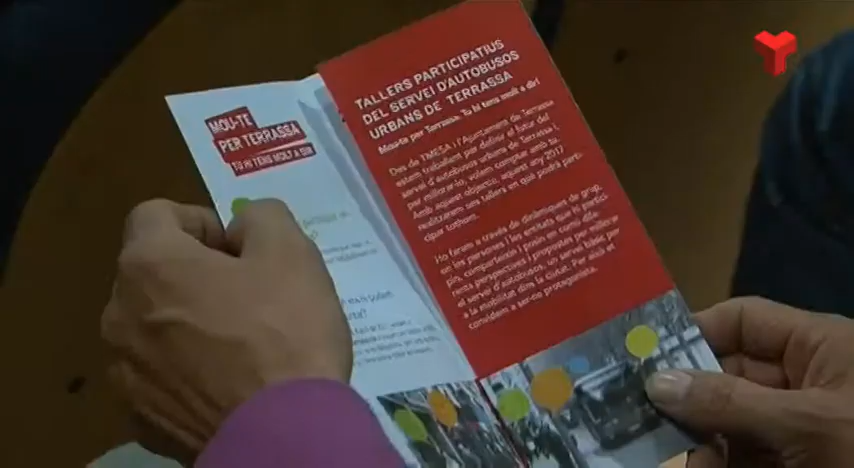 MOU-TE
PER TERRASSA
TU HI TENS MOLT A DIR
TALLERS PARTICIPATIUS
DEL SERVEI D'AUTOBUSOS
URBANS DE TERRASSA
Mou-te per Terrassa. Tu hi tens molt a dir!
Des de TMESA i l'Ajuntament de Terrassa
estem treballant per definir el futur del
servei d'autobusos urbans de Terrassa i,
per millorar-lo, volem comptar amb tu.
Amb aquest objectiu, aquest any 2017
realitzarem uns tallers en què podrà parti-
cipar tothom.
Ho farem a través de dinàmiques de grup,
on les persones i les entitats que hi partici-
pin, comparteixin i posin en comú dife-
rents perspectives i propostes per millorar
el servei d'autobusos, un servei bàsic per
a la mobilitat dins la ciutat. Per això et
convidem a ser-ne protagonista.